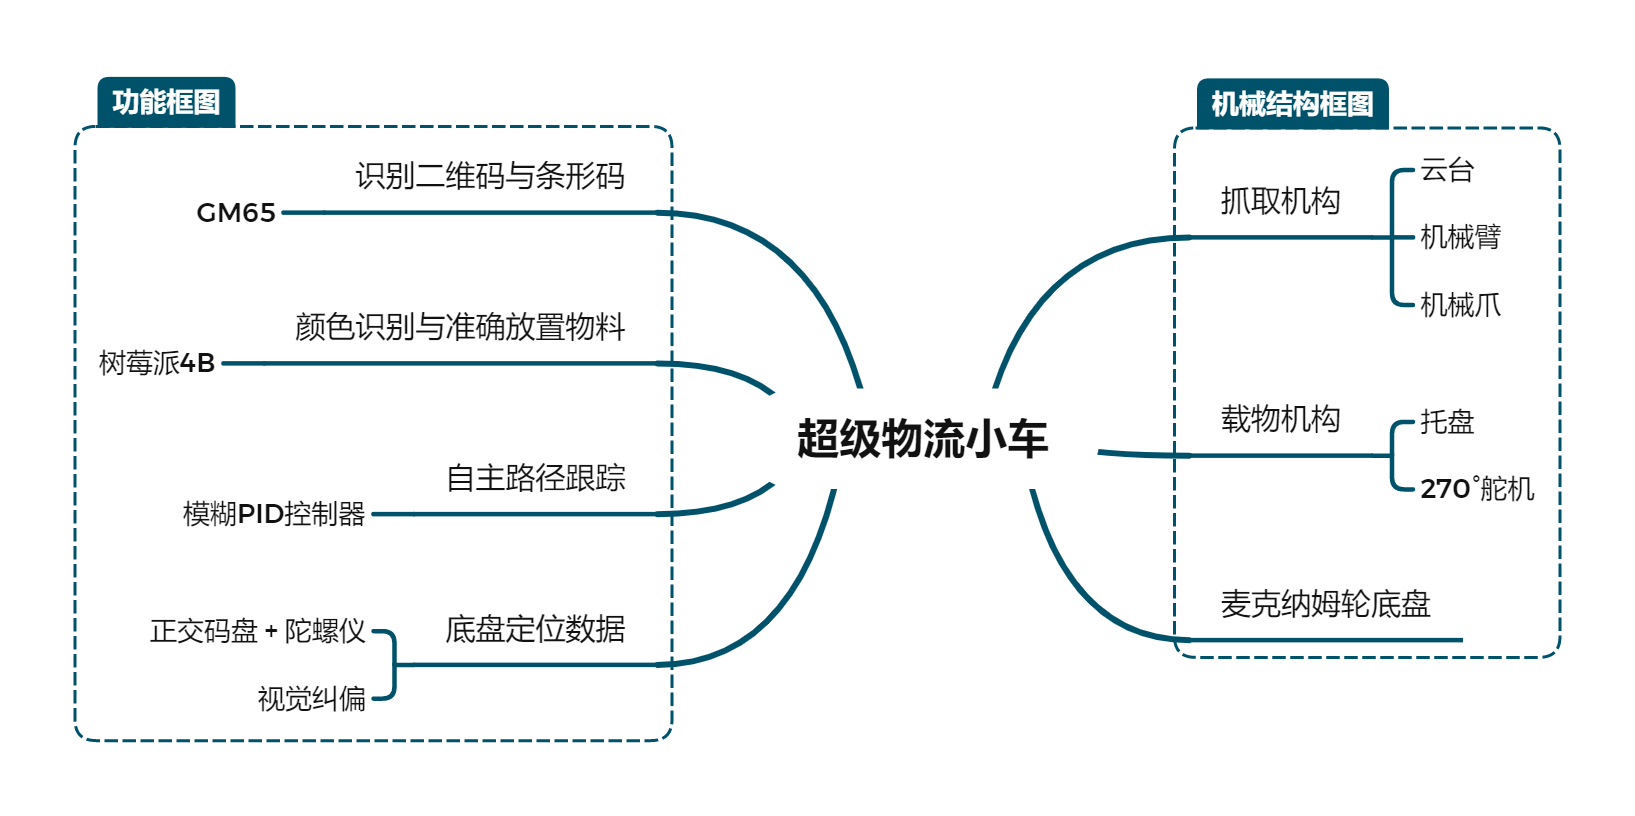 功能框图
识别二维码与条形码
GM65
颜色识别与准确放置物料
树莓派4B
自主路径跟踪
模糊PID控制器
底盘定位数据
正交码盘 + 陀螺仪
视觉纠偏
超级物流小车
机械结构框图
抓取机构
云台
机械臂
机械爪
载物机构
托盘
270°舵机
麦克纳姆轮底盘